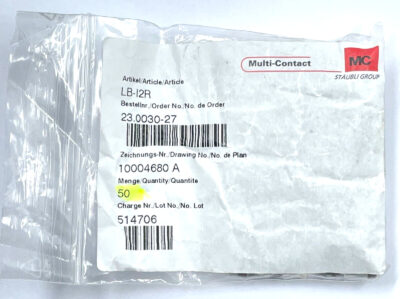 Multi-Contact
MC
STÄUBLI GROUP
Artikel/Article/Article
LB-I2R
Bestellnr./Order No./No. de Order
23.0030-27
Zeichnungs-Nr./Drawing No./No. de Plan
10004680 A
Menge/Quantity/Quantite
50
Charge Nr./Lot No./No. Lot
514706